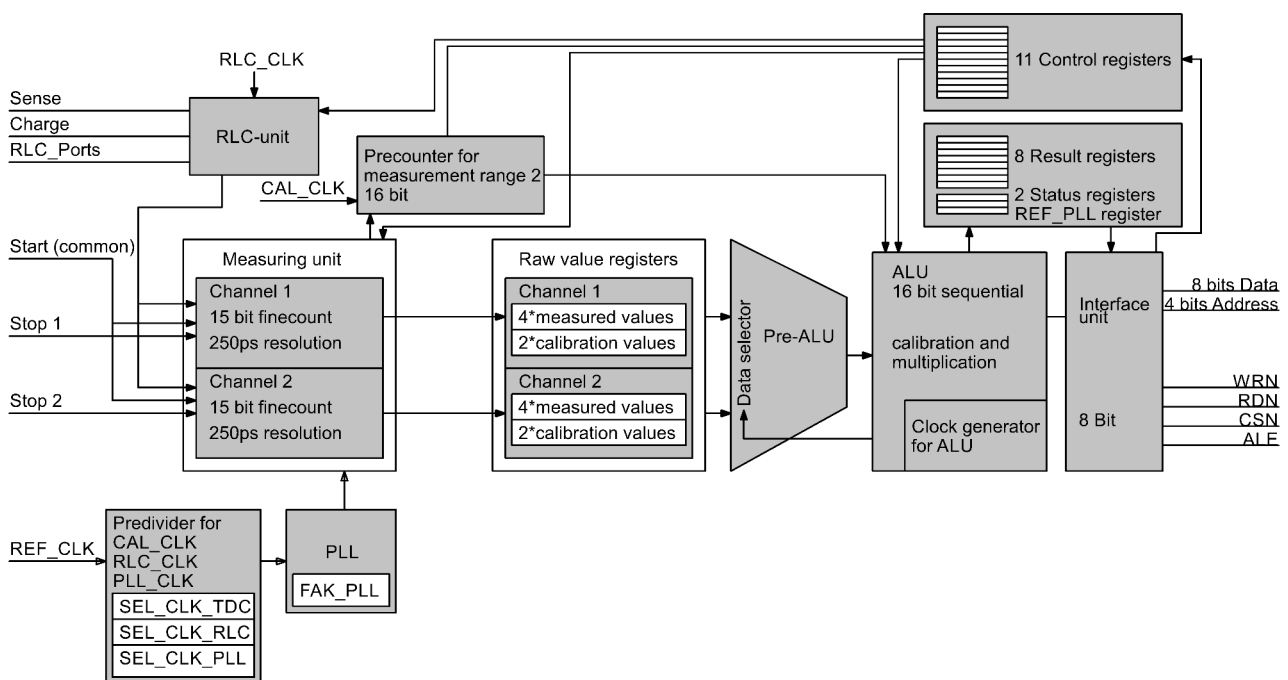 RLC_CLK
Sense
Charge
RLC_Ports
RLC-unit
11 Control registers
Precounter for
measurement range 2
16 bit
CAL_CLK
8 Result registers
2 Status registers
REF_PLL register
Start (common)
Stop 1
Stop 2
Measuring unit
Channel 1
15 bit finecount
250ps resolution
Channel 2
15 bit finecount
250ps resolution
Raw value registers
Channel 1
4*measured values
2*calibration values
Channel 2
4*measured values
2*calibration values
Data selector
Pre-ALU
ALU
16 bit sequential
calibration and
multiplication
Clock generator
for ALU
Interface
unit
8 Bit
8 bits Data
4 bits Address
WRN
RDN
CSN
ALE
REF_CLK
Predivider for
CAL_CLK
RLC_CLK
PLL_CLK
SEL_CLK_TDC
SEL_CLK_RLC
SEL_CLK_PLL
PLL
FAK_PLL